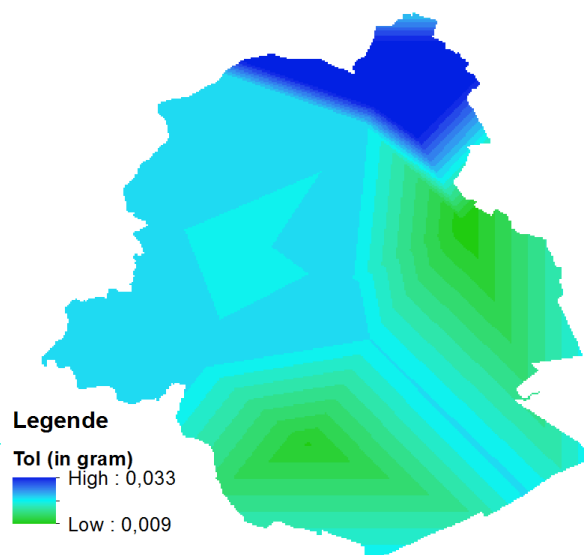 Legende
Tol (in gram)
High : 0,033
Low : 0,009